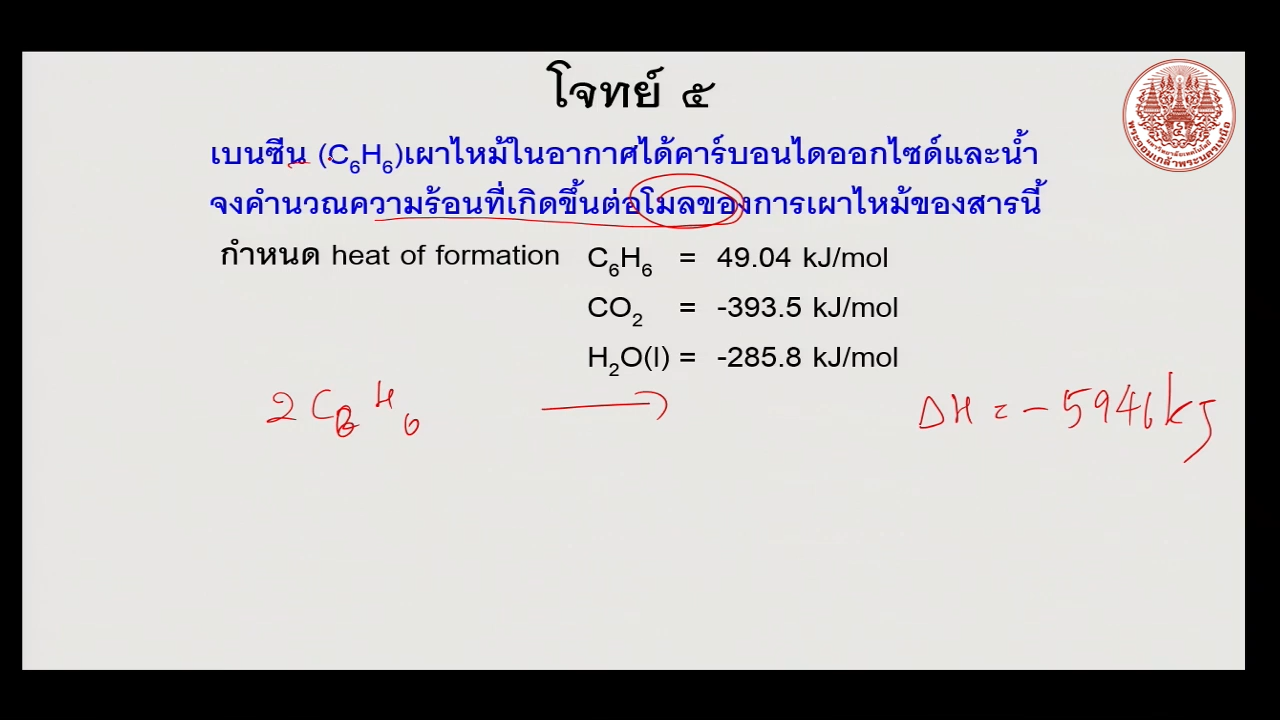 โจทย์ ๕
เบนซีน (C₆H₆)เผาไหม้ในอากาศได้คาร์บอนไดออกไซด์และน้ำ
จงคำนวณความร้อนที่เกิดขึ้นต่อโมลของการเผาไหม้ของสารนี้
กำหนด heat of formation C₆H₆ = 49.04 kJ/mol
CO₂ = -393.5 kJ/mol
H₂O(l) = -285.8 kJ/mol
2 C₆H₆ → ΔH = -5946 kJ